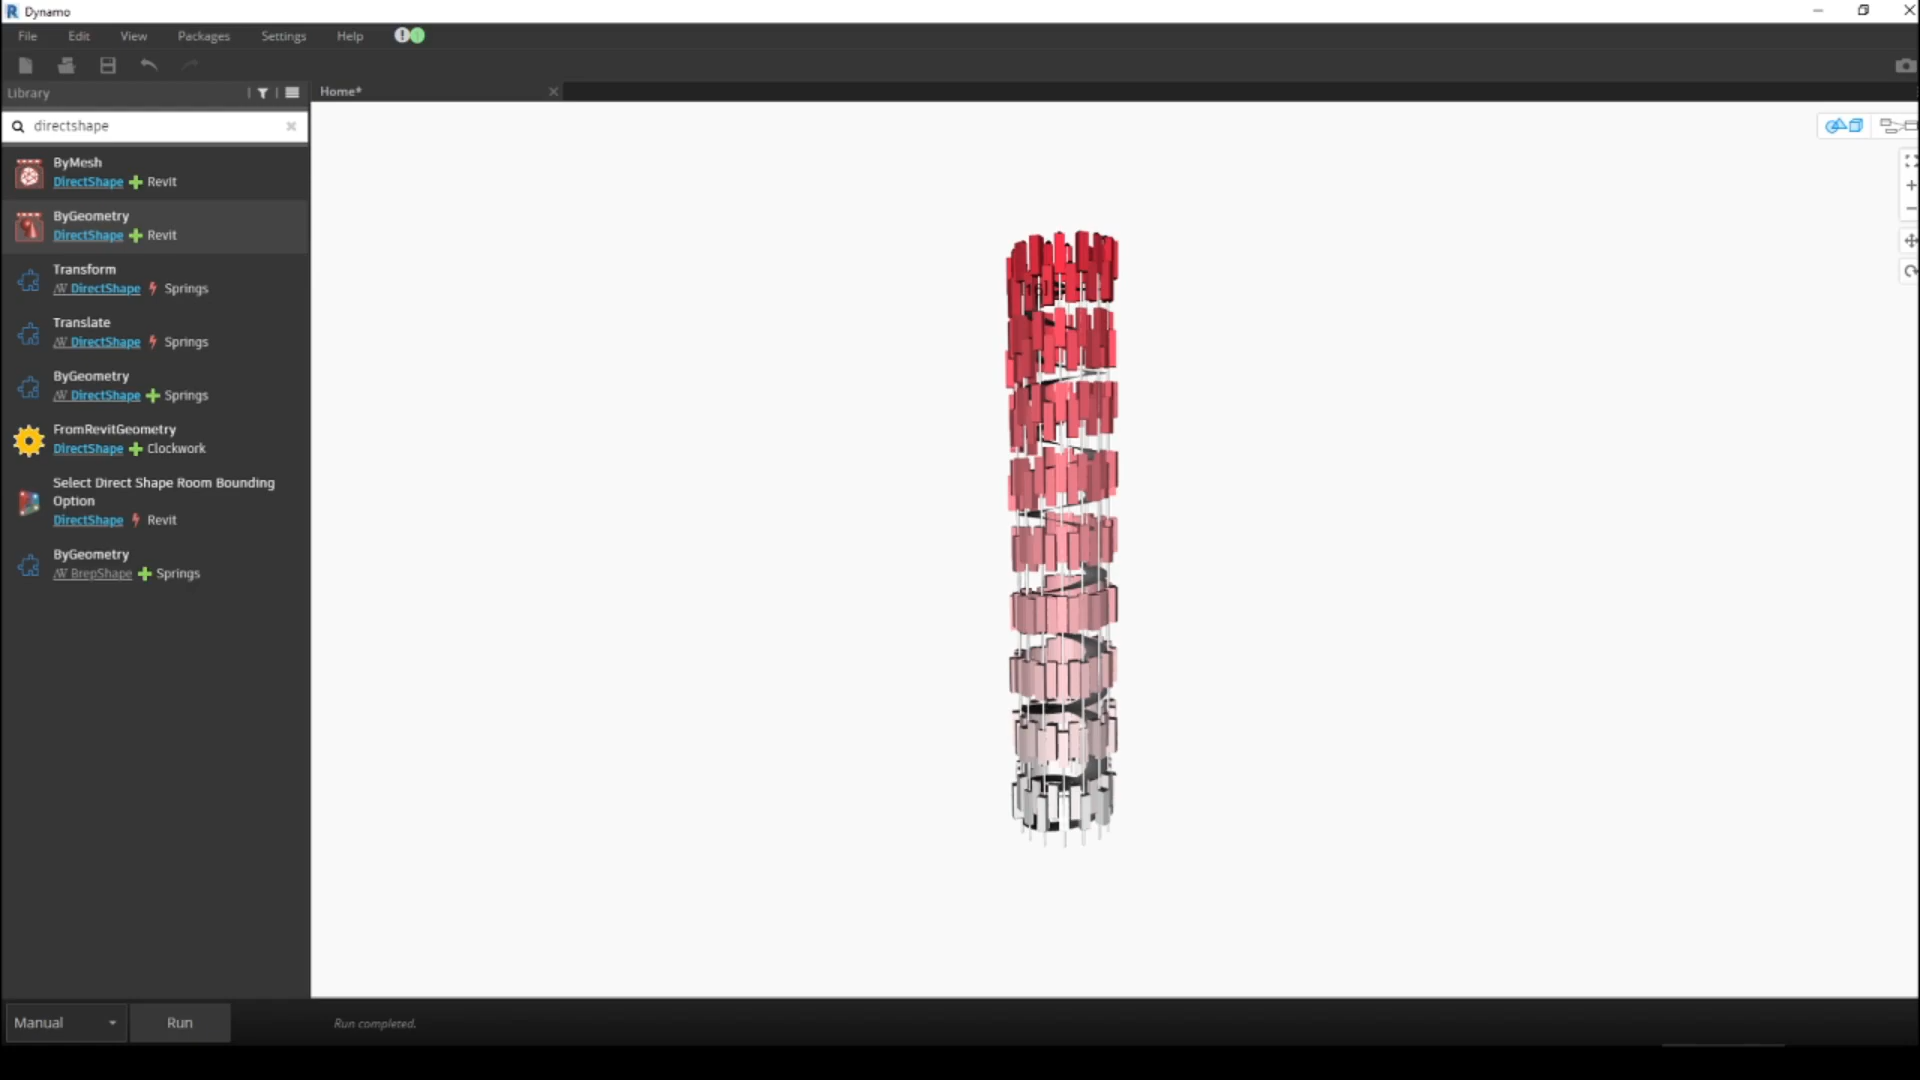 Dynamo
File Edit View Packages Settings Help
Library
Home*
directshape
ByMesh
DirectShape Revit
ByGeometry
DirectShape Revit
Transform
DirectShape Springs
Translate
DirectShape Springs
ByGeometry
DirectShape Springs
FromRevitGeometry
DirectShape Clockwork
Select Direct Shape Room Bounding
Option
DirectShape Revit
ByGeometry
BrepShape Springs
Manual Run Run completed.